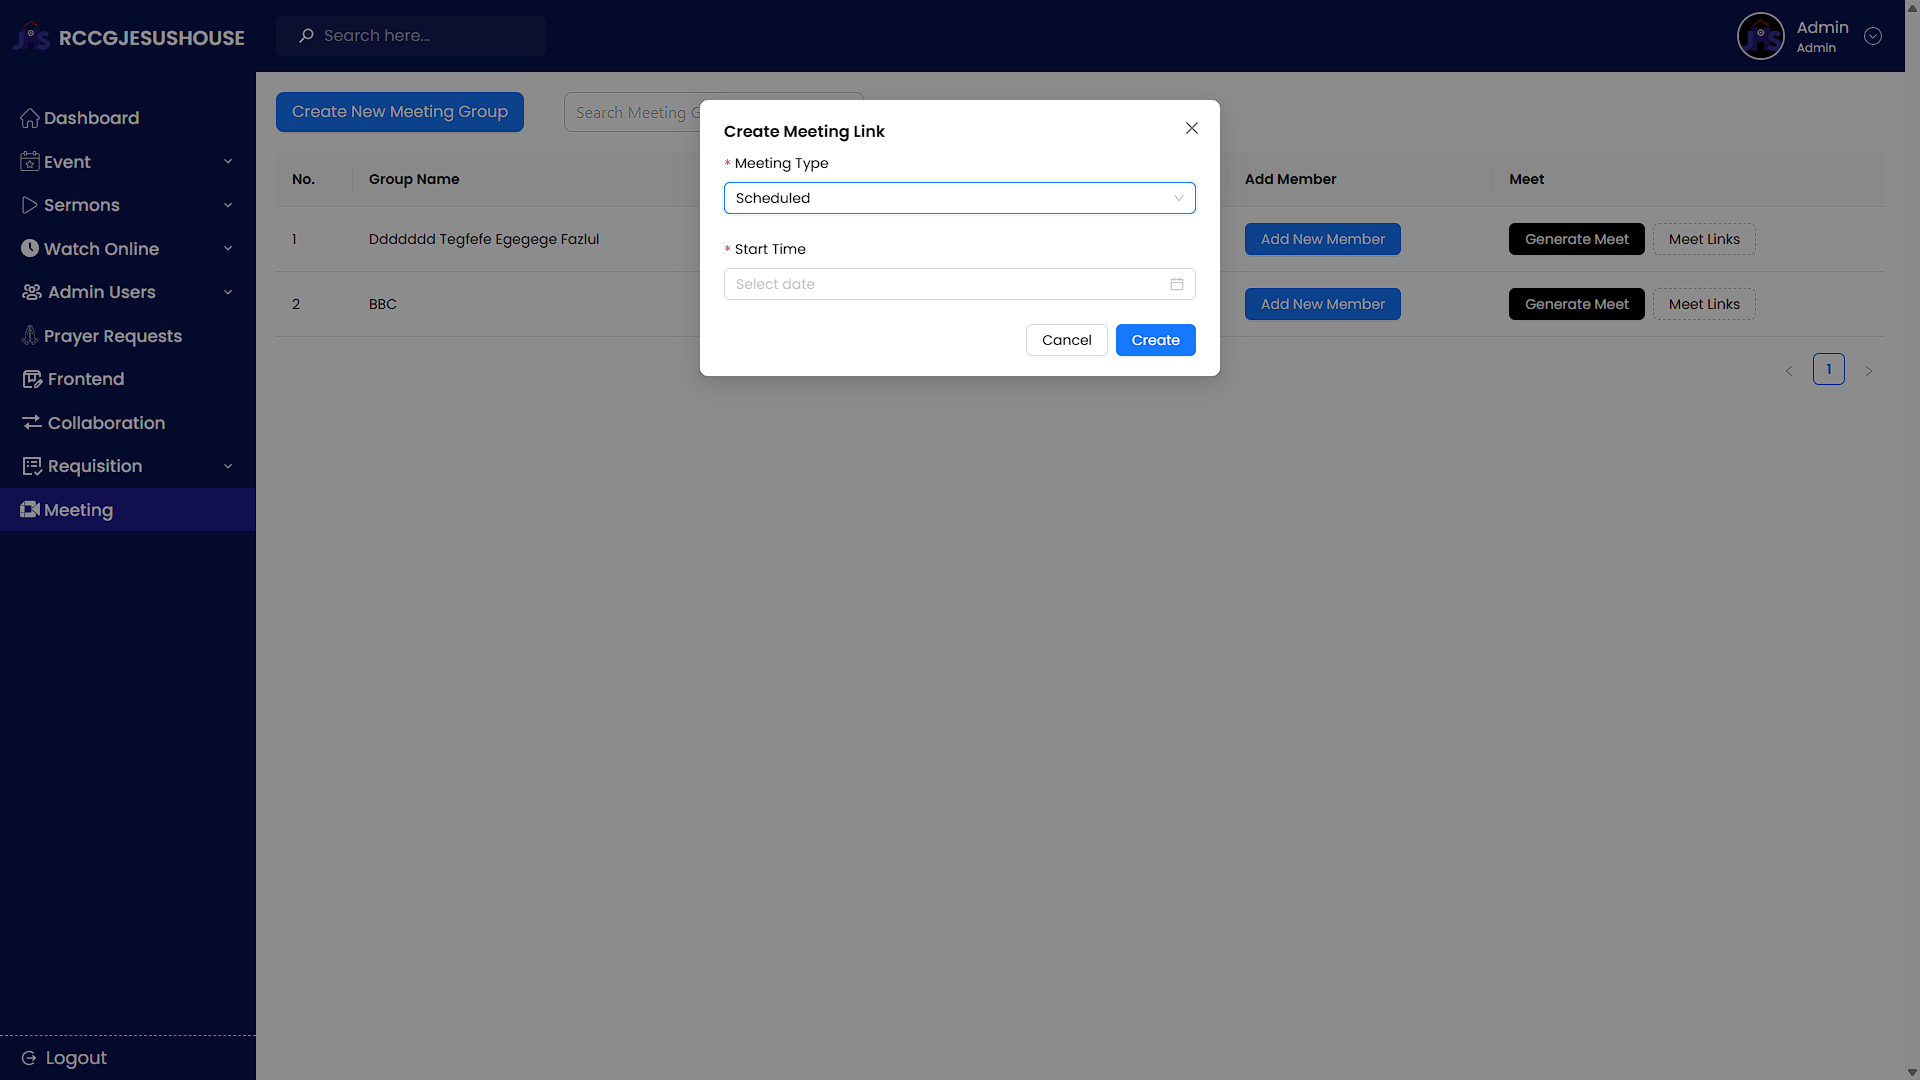 RCCGJESUSHOUSE
Search here...
Admin
Admin
Dashboard
Event
Sermons
Watch Online
Admin Users
Prayer Requests
Frontend
Collaboration
Requisition
Meeting
Logout
Create New Meeting Group
Search Meeting G
No.
Group Name
Add Member
Meet
1
Ddddddd Tegfefe Egegege Fazlul
Add New Member
Generate Meet
Meet Links
2
BBC
Add New Member
Generate Meet
Meet Links
1
Create Meeting Link
* Meeting Type
Scheduled
* Start Time
Select date
Cancel
Create